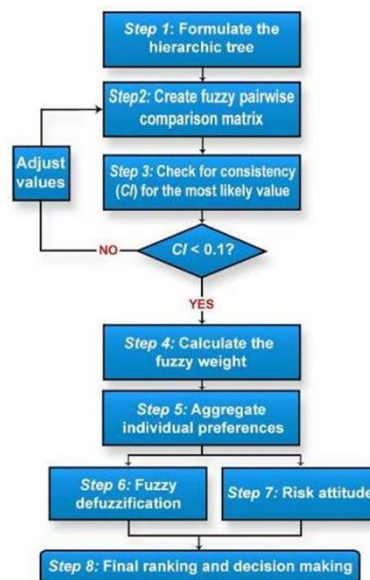 Step 1: Formulate the
hierarchic tree
Step2: Create fuzzy pairwise
comparison matrix
Adjust
values
Step 3: Check for consistency
(CI) for the most likely value
NO
CI < 0.1?
YES
Step 4: Calculate the
fuzzy weight
Step 5: Aggregate
individual preferences
Step 6: Fuzzy
defuzzification
Step 7: Risk attitude
Step 8: Final ranking and decision making